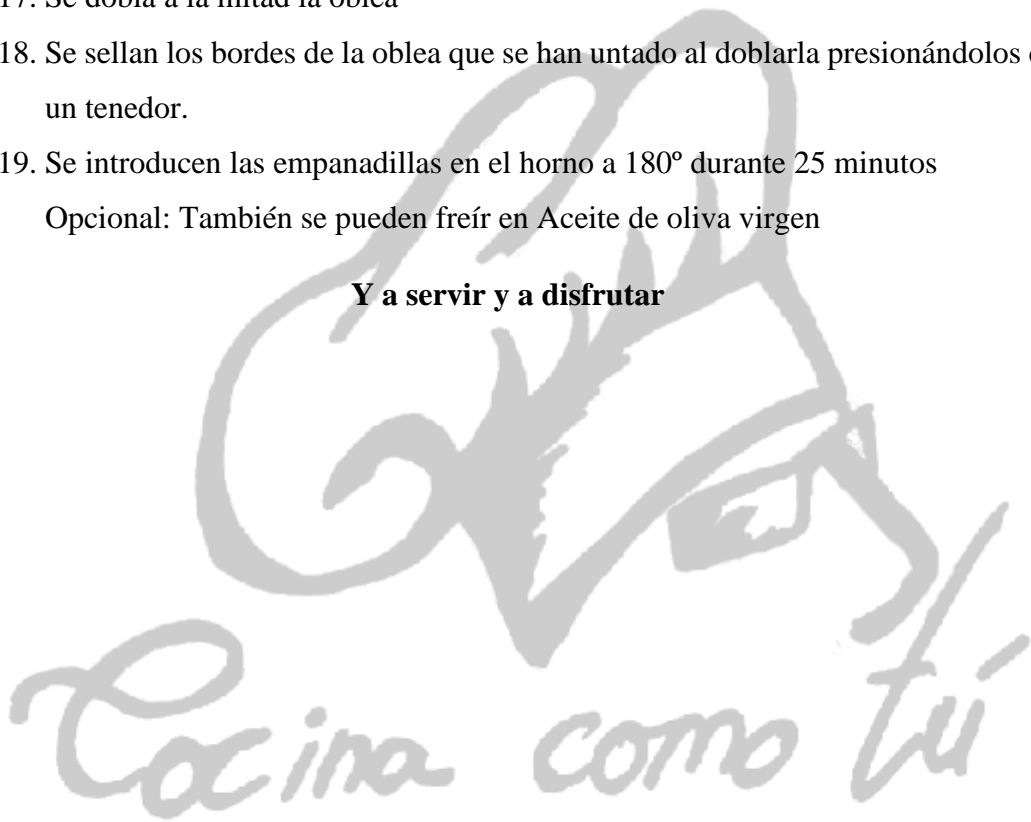 17. Se dobla a la mitad la oblea
18. Se sellan los bordes de la oblea que se han untado al doblarla presionándolos
un tenedor.
19. Se introducen las empanadillas en el horno a 180º durante 25 minutos
Opcional: También se pueden freír en Aceite de oliva virgen
Y a servir y a disfrutar
Cocina como tú